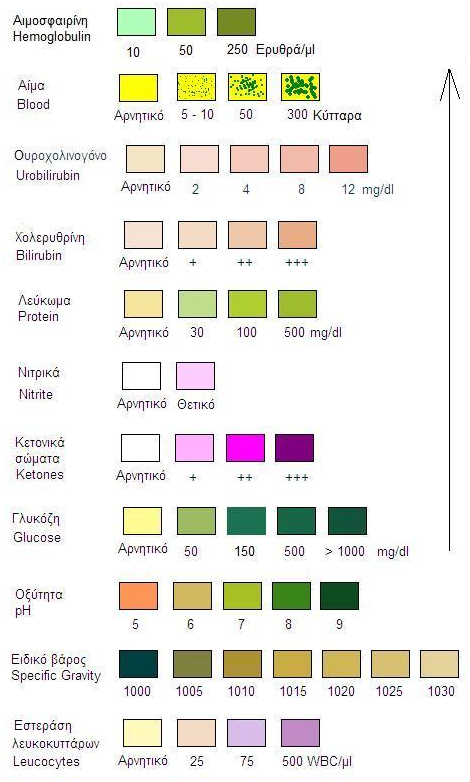 Αιμοσφαιρίνη
Hemoglobulin
10 50 250 Ερυθρά/μl
Αίμα
Blood
Αρνητικό 5 - 10 50 300 Κύτταρα
Ουροχολινογόνο
Urobilirubin
Αρνητικό 2 4 8 12 mg/dl
Χολερυθρίνη
Bilirubin
Αρνητικό + ++ +++
Λεύκωμα
Protein
Αρνητικό 30 100 500 mg/dl
Νιτρικά
Nitrite
Αρνητικό Θετικό
Κετονικά
σώματα
Ketones
Αρνητικό + ++ +++
Γλυκόζη
Glucose
Αρνητικό 50 150 500 > 1000 mg/dl
Οξύτητα
pH
5 6 7 8 9
Ειδικό βάρος
Specific Gravity
1000 1005 1010 1015 1020 1025 1030
Εστεράση
λευκοκυττάρων
Leucocytes
Αρνητικό 25 75 500 WBC/μl